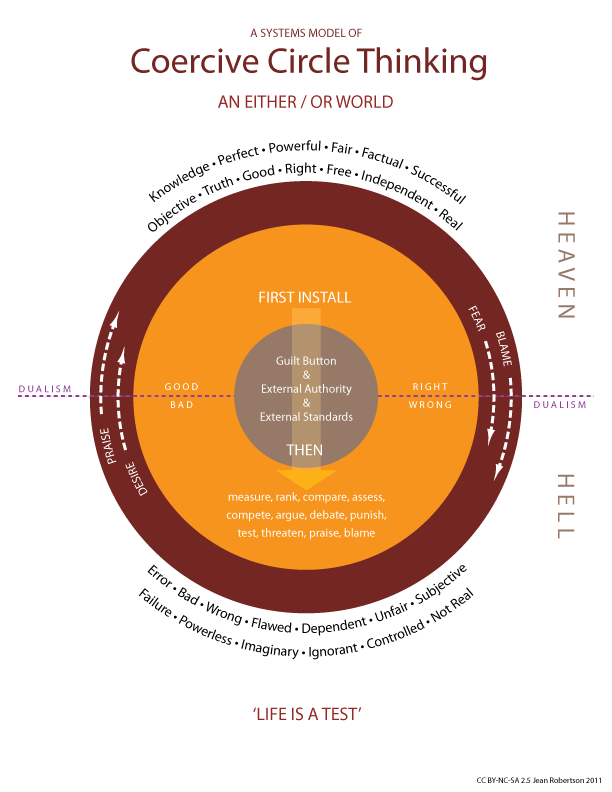 A SYSTEMS MODEL OF
Coercive Circle Thinking
AN EITHER / OR WORLD
Knowledge • Perfect • Powerful • Fair • Factual • Successful
Objective • Truth • Good • Right • Free • Independent • Real
HEAVEN
FIRST INSTALL
FEAR
BLAME
Guilt Button
&
External Authority
&
External Standards
DUALISM
GOOD
BAD
RIGHT
WRONG
DUALISM
PRAISE
DESIRE
THEN
measure, rank, compare, assess,
compete, argue, debate, punish,
test, threaten, praise, blame
HELL
Error • Bad • Wrong • Flawed • Dependent • Unfair • Subjective
Failure • Powerless • Imaginary • Ignorant • Controlled • Not Real
‘LIFE IS A TEST’
CC BY-NC-SA 2.5 Jean Robertson 2011